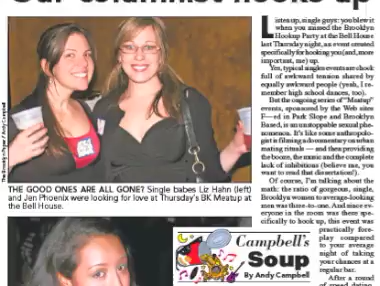 Our columnist hooks up
The Brooklyn Paper / Andy Campbell
THE GOOD ONES ARE ALL GONE? Single babes Liz Hahn (left)
and Jen Phoenix were looking for love at Thursday's BK Meatup at
the Bell House.
Campbell's
Soup
By Andy Campbell
Listen up, single guys: you blew it
when you missed the Brooklyn
Hookup Party at the Bell House
last Thursday night, an event created
specifically for hooking you (and, more
important, me) up.
Yes, typical singles events are chock
full of awkward tension shared by
equally awkward people (yeah, I re-
member high school dances, too).
But the ongoing series of "Meatup"
events, sponsored by the Web sites
F—ed in Park Slope and Brooklyn
Based, is an unstoppable sexual phe-
nomenon. It's like some anthropolo-
gist is filming a documentary on urban
mating rituals — and then providing
the booze, the music and the complete
lack of inhibitions (believe me, you
want to read that dissertation!).
Of course, I'm talking about the
math: the ratio of gorgeous, single,
Brooklyn women to average-looking
men was three-to-one. And since ev-
eryone in the room was there spe-
cifically to hook up, this event was
practically fore-
play compared
to your average
night of taking
your chances at a
regular bar.
After a round
of speed dating,